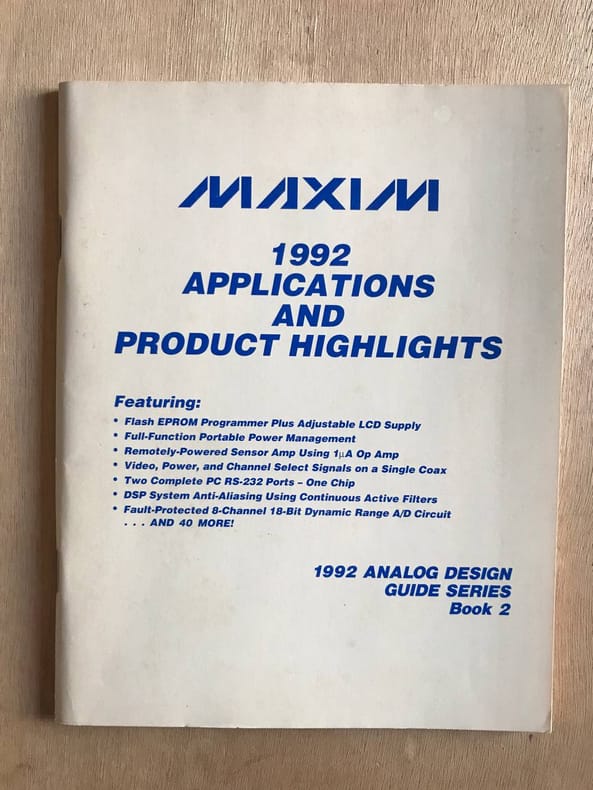 MAXIM
1992
APPLICATIONS
AND
PRODUCT HIGHLIGHTS
Featuring:
* Flash EPROM Programmer Plus Adjustable LCD Supply
* Full-Function Portable Power Management
* Remotely-Powered Sensor Amp Using 1µA Op Amp
* Video, Power, and Channel Select Signals on a Single Coax
* Two Complete PC RS-232 Ports – One Chip
* DSP System Anti-Aliasing Using Continuous Active Filters
* Fault-Protected 8-Channel 18-Bit Dynamic Range A/D Circuit
. . . AND 40 MORE!
1992 ANALOG DESIGN
GUIDE SERIES
Book 2